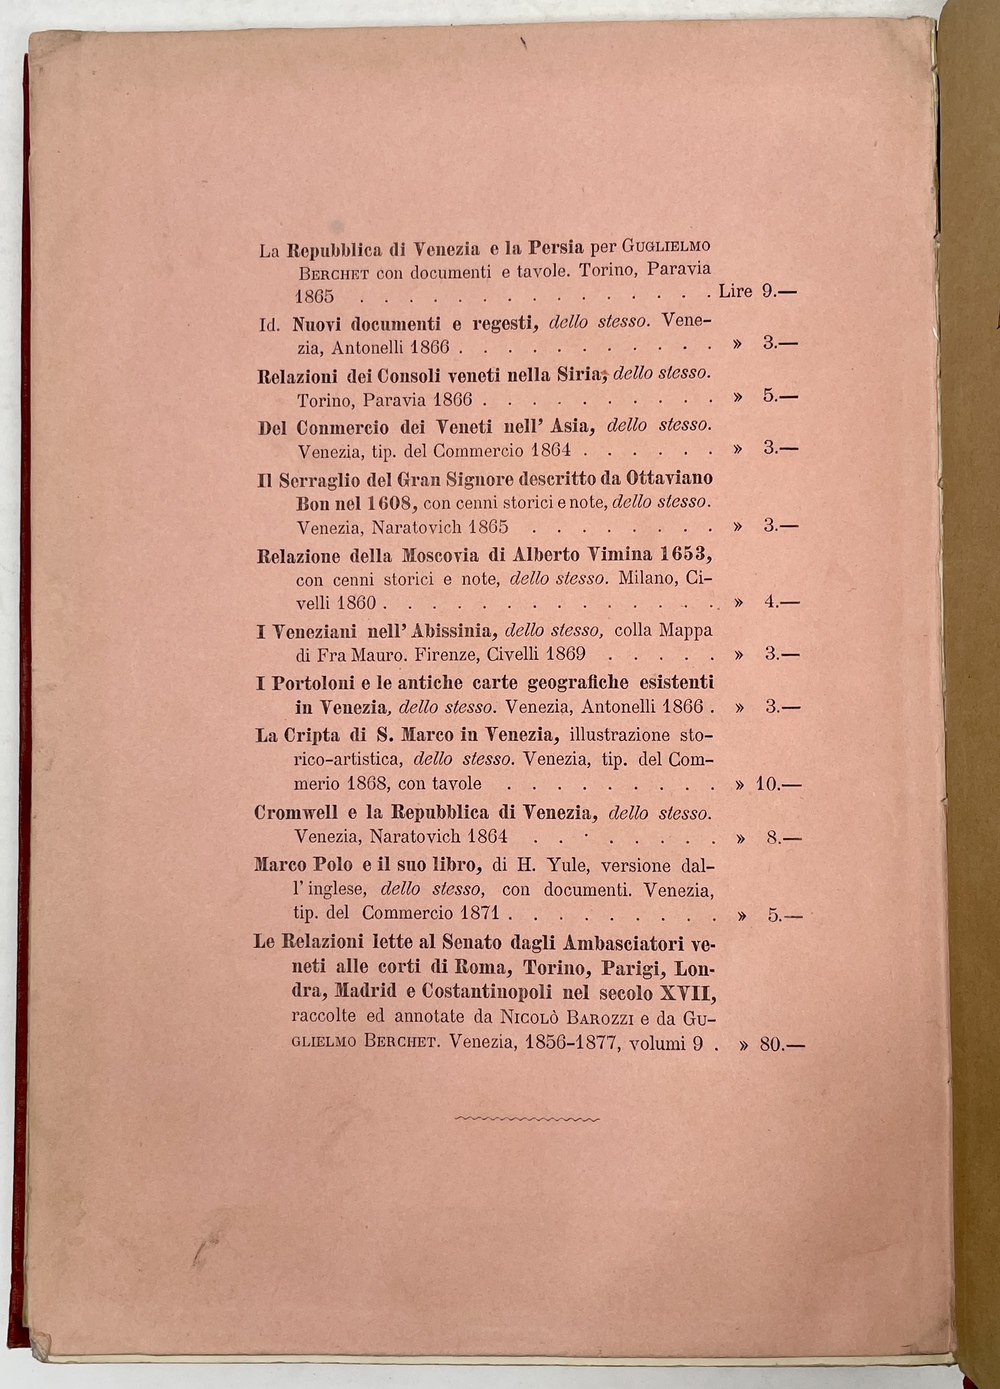 La Repubblica di Venezia e la Persia per GUGLIELMO
BERCHET con documenti e tavole. Torino, Paravia
1865 . . . . . . . . . . . . . . . . Lire 9.—
Id. Nuovi documenti e regesti, dello stesso. Vene-
zia, Antonelli 1866 . . . . . . . . . . . » 3.—
Relazioni dei Consoli veneti nella Siria, dello stesso.
Torino, Paravia 1866 . . . . . . . . . . » 5.—
Del Commercio dei Veneti nell' Asia, dello stesso.
Venezia, tip. del Commercio 1864 . . . . . . » 3.—
Il Serraglio del Gran Signore descritto da Ottaviano
Bon nel 1608, con cenni storici e note, dello stesso.
Venezia, Naratovich 1865 . . . . . . . . » 3.—
Relazione della Moscovia di Alberto Vimina 1653,
con cenni storici e note, dello stesso. Milano, Ci-
velli 1860 . . . . . . . . . . . . . . » 4.—
I Veneziani nell' Abissinia, dello stesso, colla Mappa
di Fra Mauro. Firenze, Civelli 1869 . . . . . » 3.—
I Portoloni e le antiche carte geografiche esistenti
in Venezia, dello stesso. Venezia, Antonelli 1866 . » 3.—
La Cripta di S. Marco in Venezia, illustrazione sto-
rico-artistica, dello stesso. Venezia, tip. del Com-
merio 1868, con tavole . . . . . . . . . » 10.—
Cromwell e la Repubblica di Venezia, dello stesso.
Venezia, Naratovich 1864 . . . . . . . . » 8.—
Marco Polo e il suo libro, di H. Yule, versione dal-
l' inglese, dello stesso, con documenti. Venezia,
tip. del Commercio 1871 . . . . . . . . . » 5.—
Le Relazioni lette al Senato dagli Ambasciatori ve-
neti alle corti di Roma, Torino, Parigi, Lon-
dra, Madrid e Costantinopoli nel secolo XVII,
raccolte ed annotate da NICOLÒ BAROZZI e da GU-
GLIELMO BERCHET. Venezia, 1856-1877, volumi 9 . » 80.—